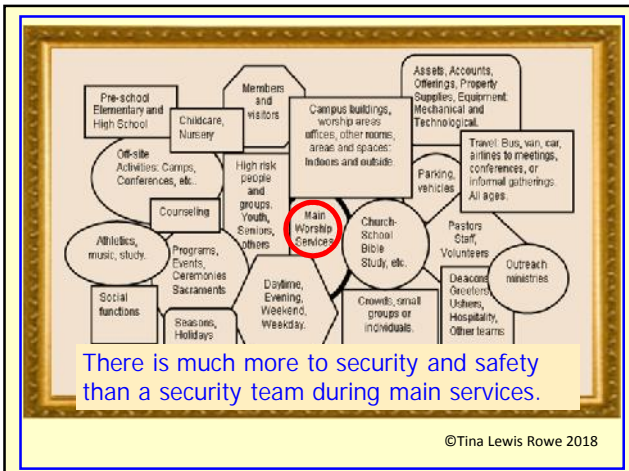 Pre-school
Elementary and
High School
Childcare,
Nursery
Members
and
visitors
Campus buildings,
worship areas
offices, other rooms,
areas and spaces:
Indoors and outside.
Assets, Accounts,
Offerings, Property
Supplies, Equipment:
Mechanical and
Technological.
Off-site
Activities: Camps,
Conferences, etc.
High risk
people
and
groups.
Youth,
Seniors,
others
Parking,
vehicles
Travel: Bus, van, car,
airlines to meetings,
conferences, or
informal gatherings.
All ages.
Counseling
Main
Worship
Services
Church-
School
Bible
Study, etc.
Pastors
Staff,
Volunteers
Athletics,
music, study.
Programs,
Events,
Ceremonies
Sacraments
Outreach
ministries
Social
functions
Daytime,
Evening,
Weekend,
Weekday.
Crowds, small
groups or
individuals.
Deacons
Greeters
Ushers,
Hospitality,
Other teams
Seasons,
Holidays
There is much more to security and safety
than a security team during main services.
©Tina Lewis Rowe 2018